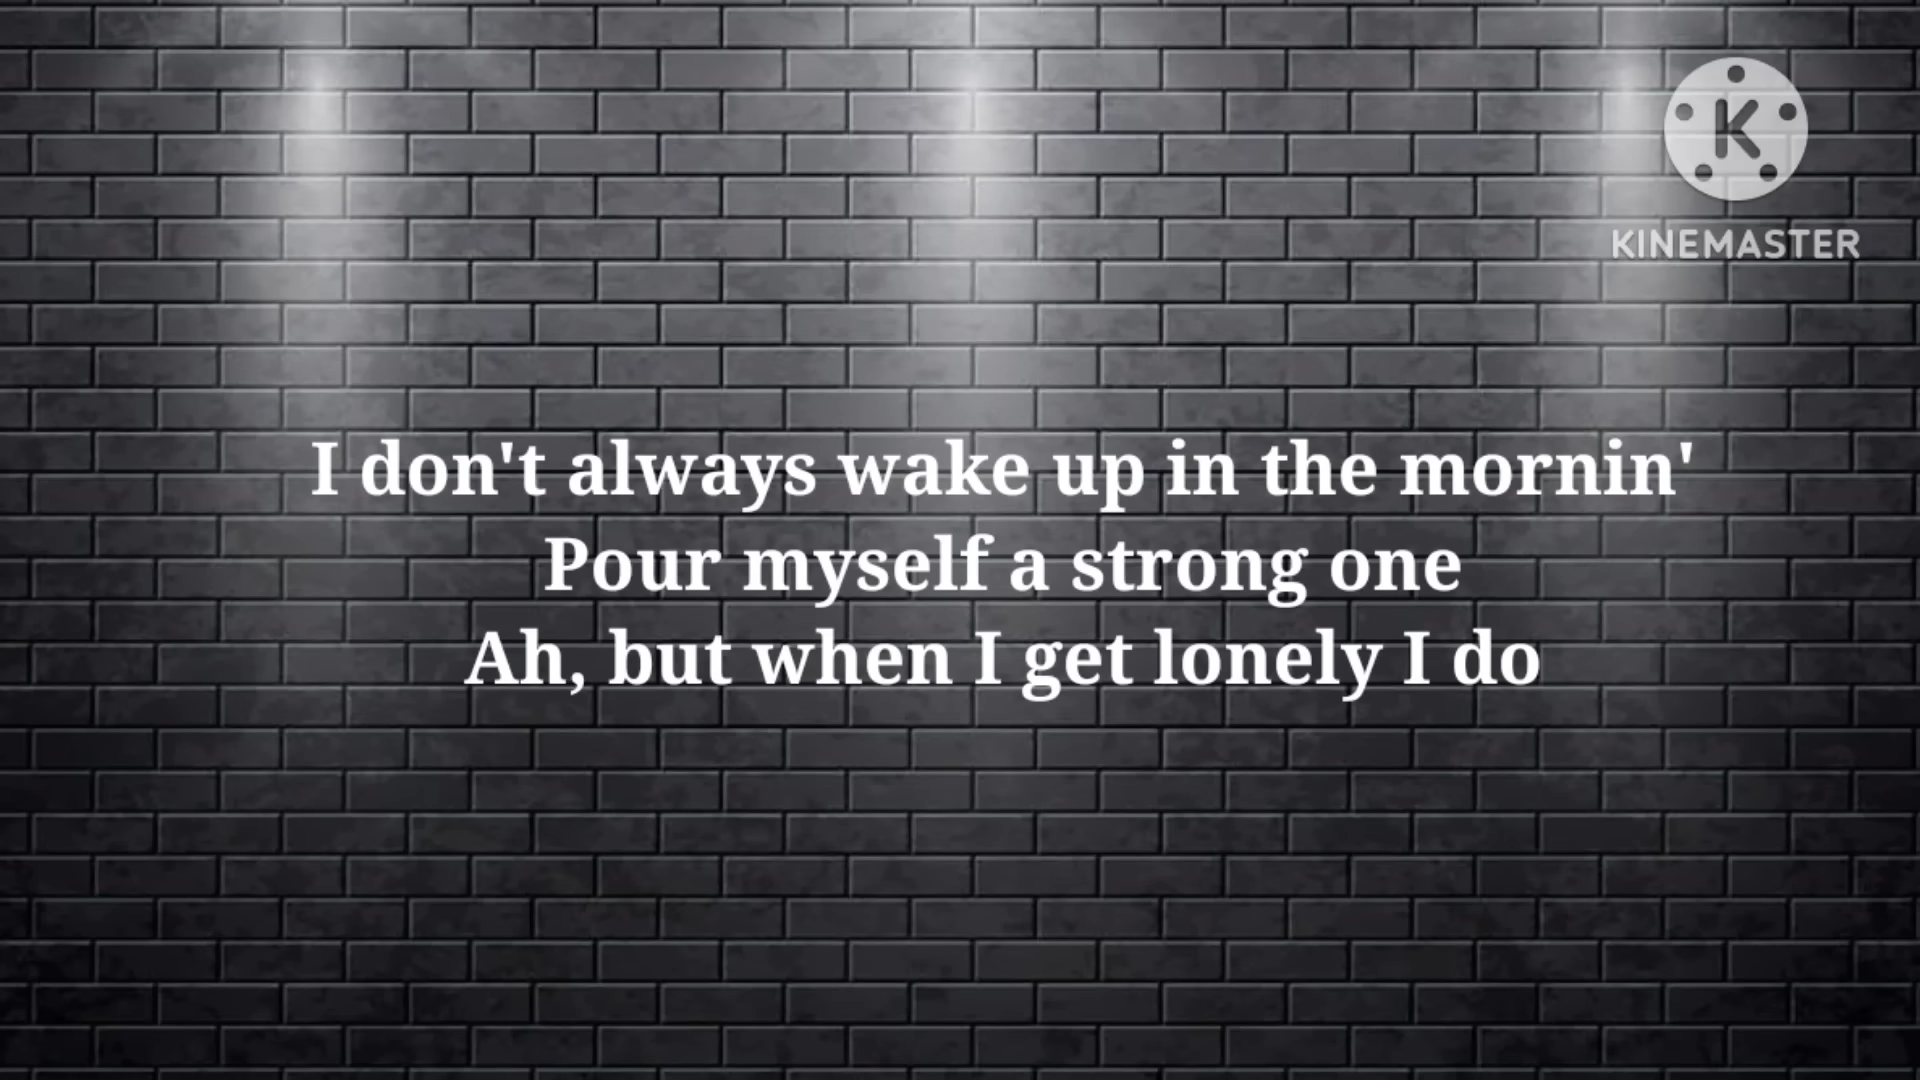 K
KINEMASTER
I don't always wake up in the mornin'
Pour myself a strong one
Ah, but when I get lonely I do